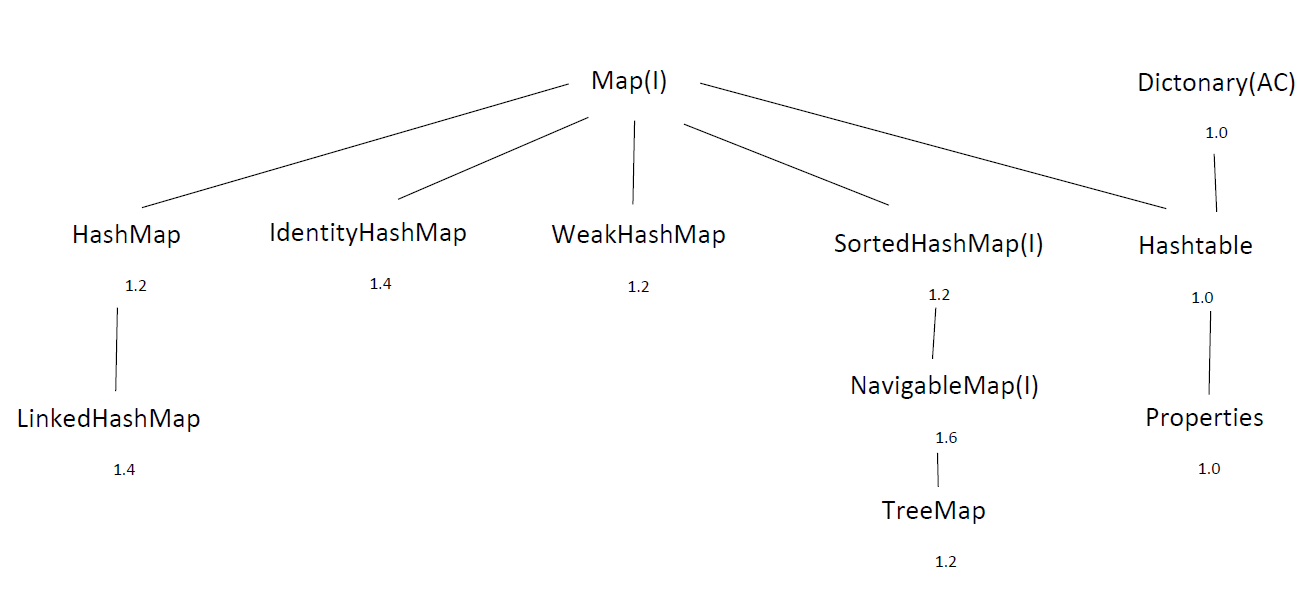 Map(I)
Dictonary(AC)
1.0
HashMap
IdentityHashMap
WeakHashMap
SortedHashMap(I)
Hashtable
1.2
1.4
1.2
1.2
1.0
NavigableMap(I)
LinkedHashMap
Properties
1.6
1.4
1.0
TreeMap
1.2